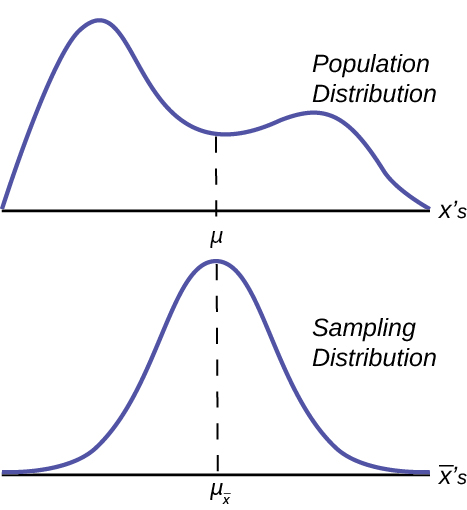 Population
Distribution
x's
μ
Sampling
Distribution
x̄'s
μx̄